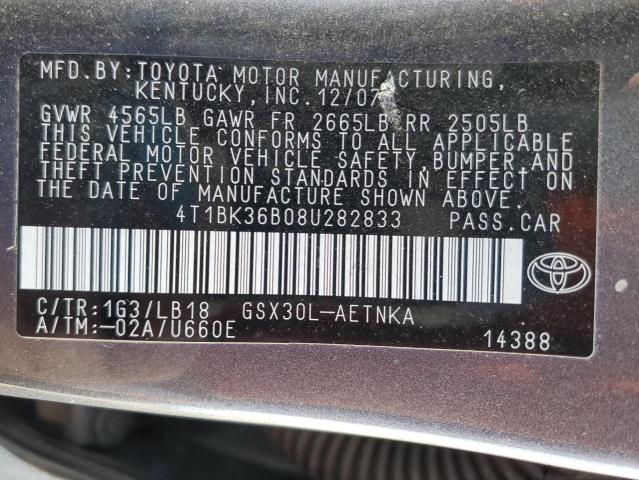 MFD.BY:TOYOTA MOTOR MANUFACTURING,
KENTUCKY,INC.12/07
GVWR 4565LB GAWR FR 2665LB RR 2505LB
THIS VEHICLE CONFORMS TO ALL APPLICABLE
FEDERAL MOTOR VEHICLE SAFETY,BUMPER AND
THEFT PREVENTION STANDARDS IN EFFECT ON
THE DATE OF MANUFACTURE SHOWN ABOVE.
4T1BK36B08U282833 PASS.CAR
C/TR:1G3/LB18 GSX30L-AETNKA
A/TM:-02A/U660E 14388